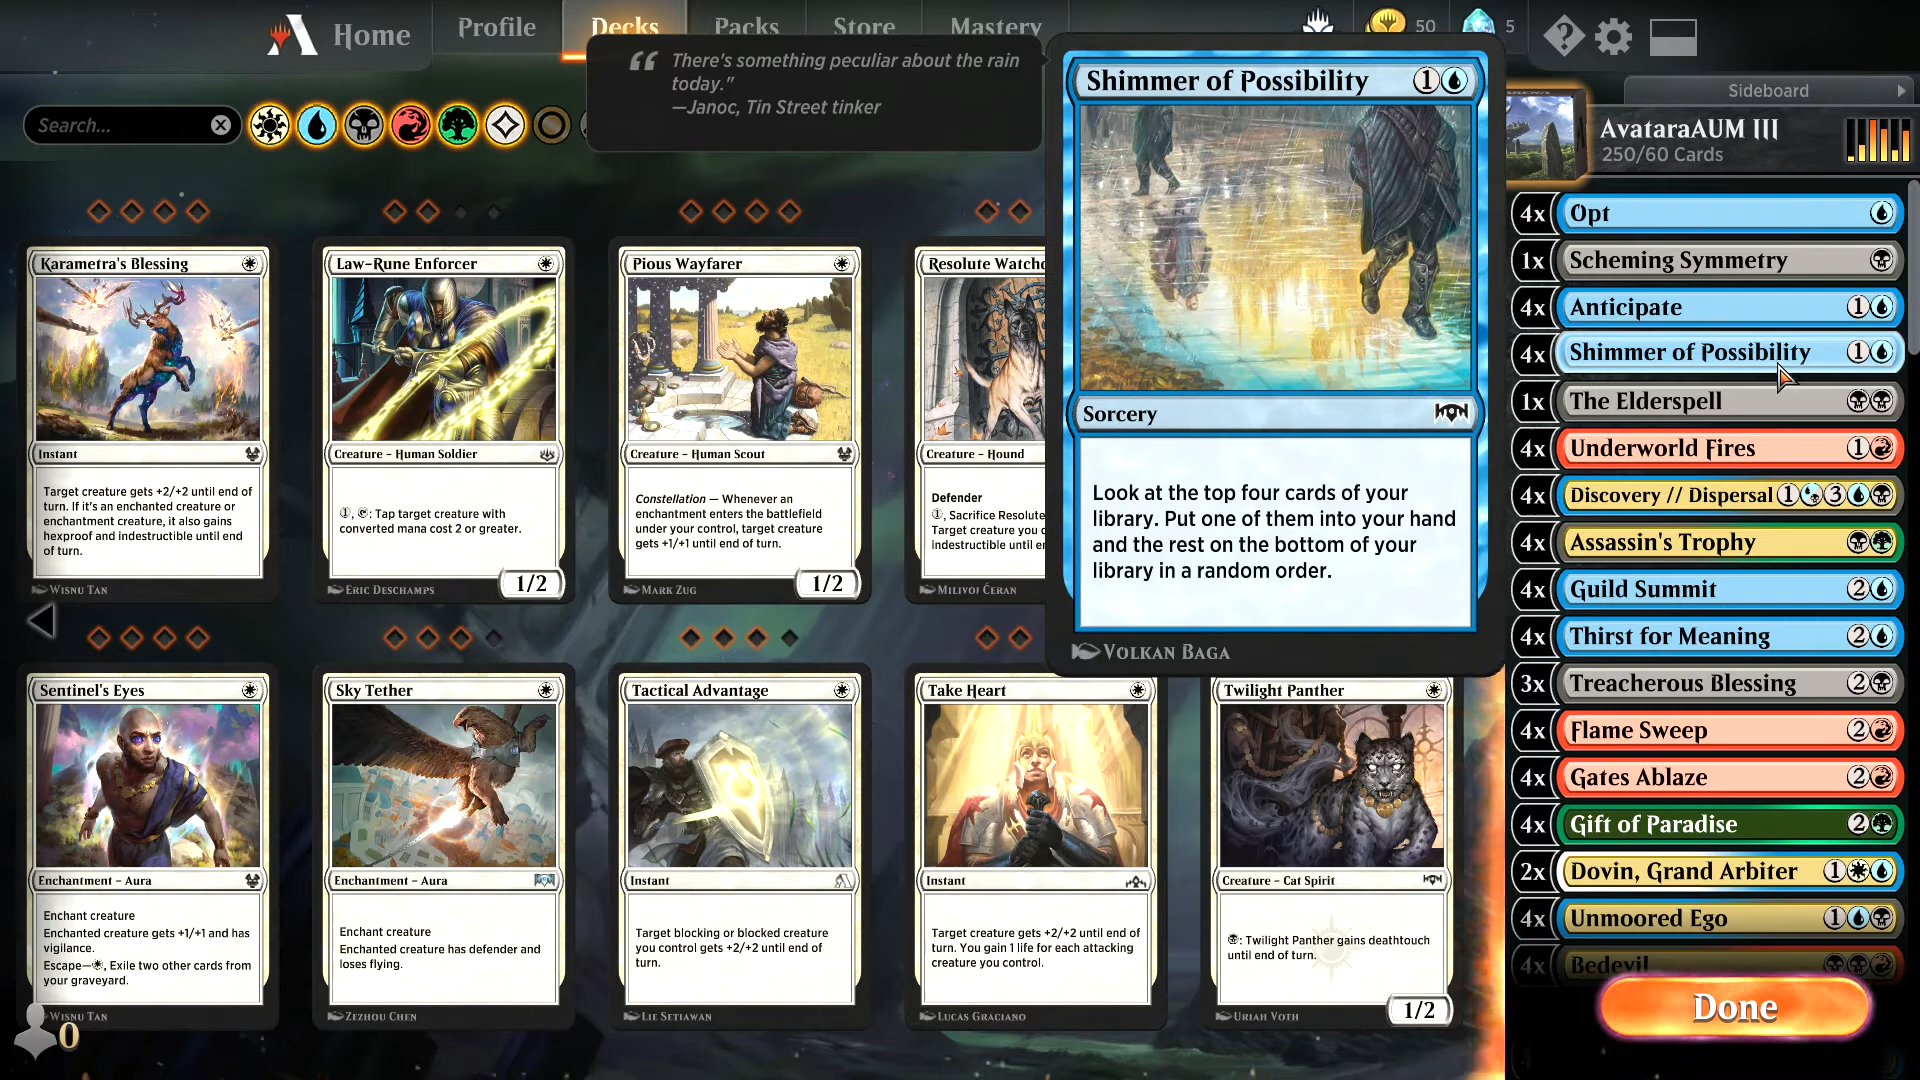 Home
Profile
Decks
Packs
Store
Mastery
50
5
Search...
There's something peculiar about the rain
today."
—Janoc, Tin Street tinker
Sideboard
AvataraAUM III
250/60 Cards
Shimmer of Possibility 1
Sorcery
Look at the top four cards of your
library. Put one of them into your hand
and the rest on the bottom of your
library in a random order.
VOLKAN BAGA
Karametra's Blessing
Instant
Target creature gets +2/+2 until end of
turn. If it's an enchanted creature or
enchantment creature, it also gains
hexproof and indestructible until end
of turn.
WISNU TAN
Law-Rune Enforcer
Creature – Human Soldier
1, : Tap target creature with
converted mana cost 2 or greater.
1/2
ERIC DESCHAMPS
Pious Wayfarer
Creature – Human Scout
Constellation — Whenever an
enchantment enters the battlefield
under your control, target creature
gets +1/+1 until end of turn.
1/2
MARK ZUG
Resolute Watch
Creature – Hound
Defender
1, Sacrifice Resolute
Target creature you
indestructible until
MILIVOJ ĆERAN
Sentinel's Eyes
Enchantment – Aura
Enchant creature
Enchanted creature gets +1/+1 and has
vigilance.
Escape—, Exile two other cards from
your graveyard.
WISNU TAN
Sky Tether
Enchantment – Aura
Enchant creature
Enchanted creature has defender and
loses flying.
ZEZHOU CHEN
Tactical Advantage
Instant
Target blocking or blocked creature
you control gets +2/+2 until end of
turn.
LIE SETIAWAN
Take Heart
Instant
Target creature gets +2/+2 until end of
turn. You gain 1 life for each attacking
creature you control.
LUCAS GRACIANO
Twilight Panther
Creature – Cat Spirit
: Twilight Panther gains deathtouch
until end of turn.
1/2
URIAH VOTH
0
4x Opt
1x Scheming Symmetry
4x Anticipate 1
4x Shimmer of Possibility 1
1x The Elderspell
4x Underworld Fires 1
4x Discovery // Dispersal 1 3
4x Assassin's Trophy
4x Guild Summit 2
4x Thirst for Meaning 2
3x Treacherous Blessing 2
4x Flame Sweep 2
4x Gates Ablaze 2
4x Gift of Paradise 2
2x Dovin, Grand Arbiter 1
4x Unmoored Ego 1
4x Bedevil
Done